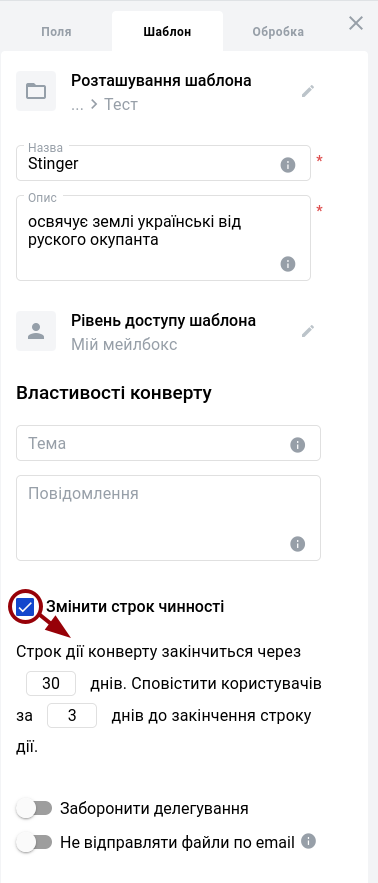 Поля
Шаблон
Обробка
Розташування шаблона
... > Тест
Назва
Stinger
*
Опис
*
освячує землі українські від
руского окупанта
Рівень доступу шаблона
Мій мейлбокс
Властивості конверту
Тема
Повідомлення
Змінити строк чинності
Строк дії конверту закінчиться через
30 днів. Сповістити користувачів
за 3 днів до закінчення строку
дії.
Заборонити делегування
Не відправляти файли по email